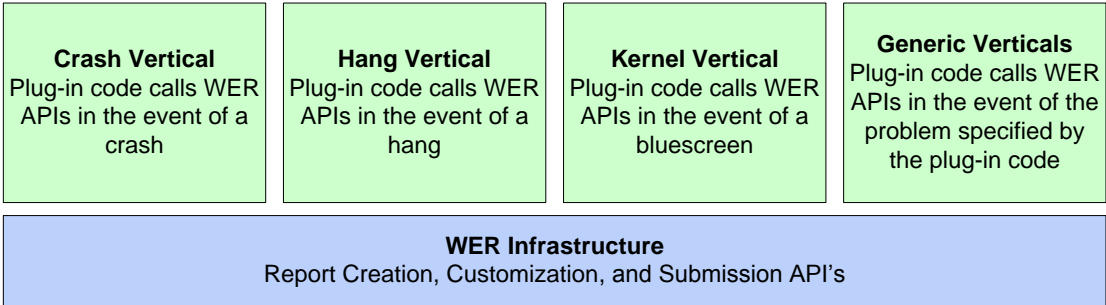 Crash Vertical
Plug-in code calls WER
APIs in the event of a
crash
Hang Vertical
Plug-in code calls WER
APIs in the event of a
hang
Kernel Vertical
Plug-in code calls WER
APIs in the event of a
bluescreen
Generic Verticals
Plug-in code calls WER
APIs in the event of the
problem specified by
the plug-in code
WER Infrastructure
Report Creation, Customization, and Submission API's